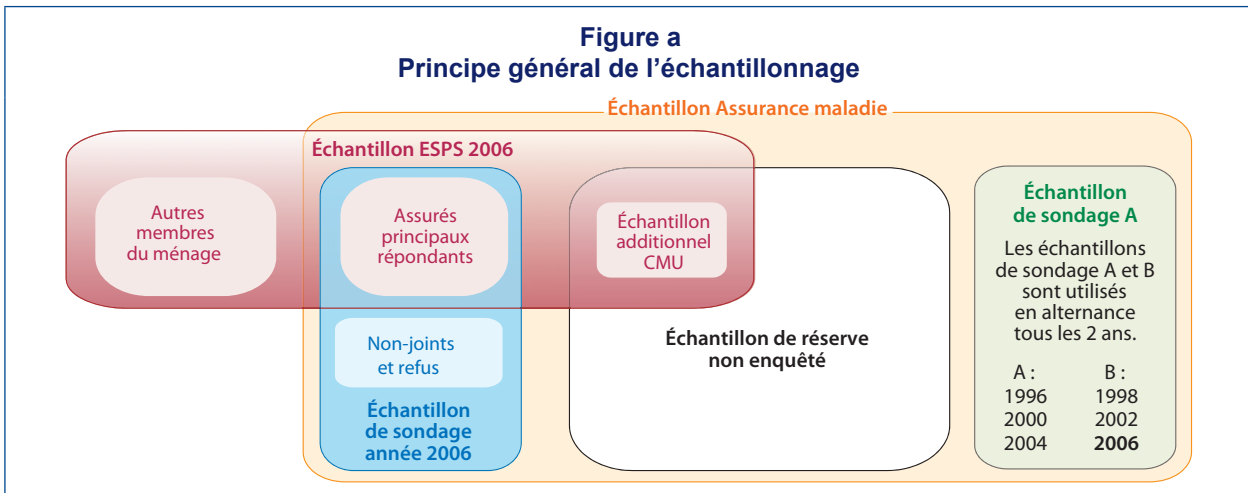 Figure a
Principe général de l'échantillonnage
Échantillon Assurance maladie
Échantillon ESPS 2006
Autres
membres
du ménage
Assurés
principaux
répondants
Échantillon
additionnel
CMU
Non-joints
et refus
Échantillon
de sondage
année 2006
Échantillon de réserve
non enquêté
Échantillon
de sondage A
Les échantillons
de sondage A et B
sont utilisés
en alternance
tous les 2 ans.
A : B :
1996 1998
2000 2002
2004 2006